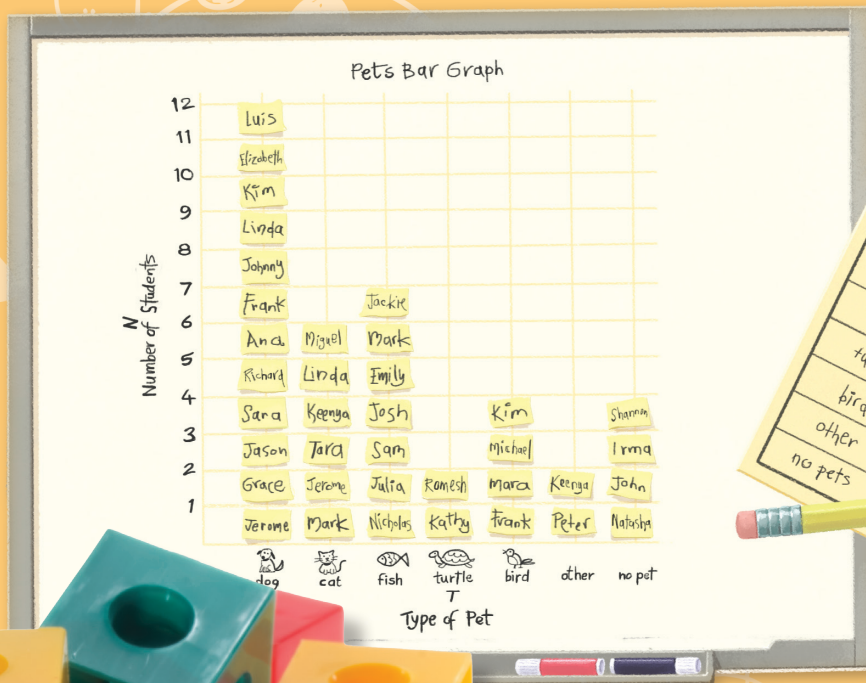 Pets Bar Graph
12
Luis
11
Elizabeth
10
Kim
9
Linda
8
Johnny
7
Frank Jackie
6
Ana Miguel Mark
5
Richard Linda Emily
4
Sara Keenya Josh Kim Shannon
3
Jason Tara Sam Michael Irma
2
Grace Jerome Julia Romesh Mara Keenya John
1
Jerome Mark Nicholas Kathy Frank Peter Natasha
N
Number of Students
dog cat fish turtle bird other no pet
T
Type of Pet
other
no pets